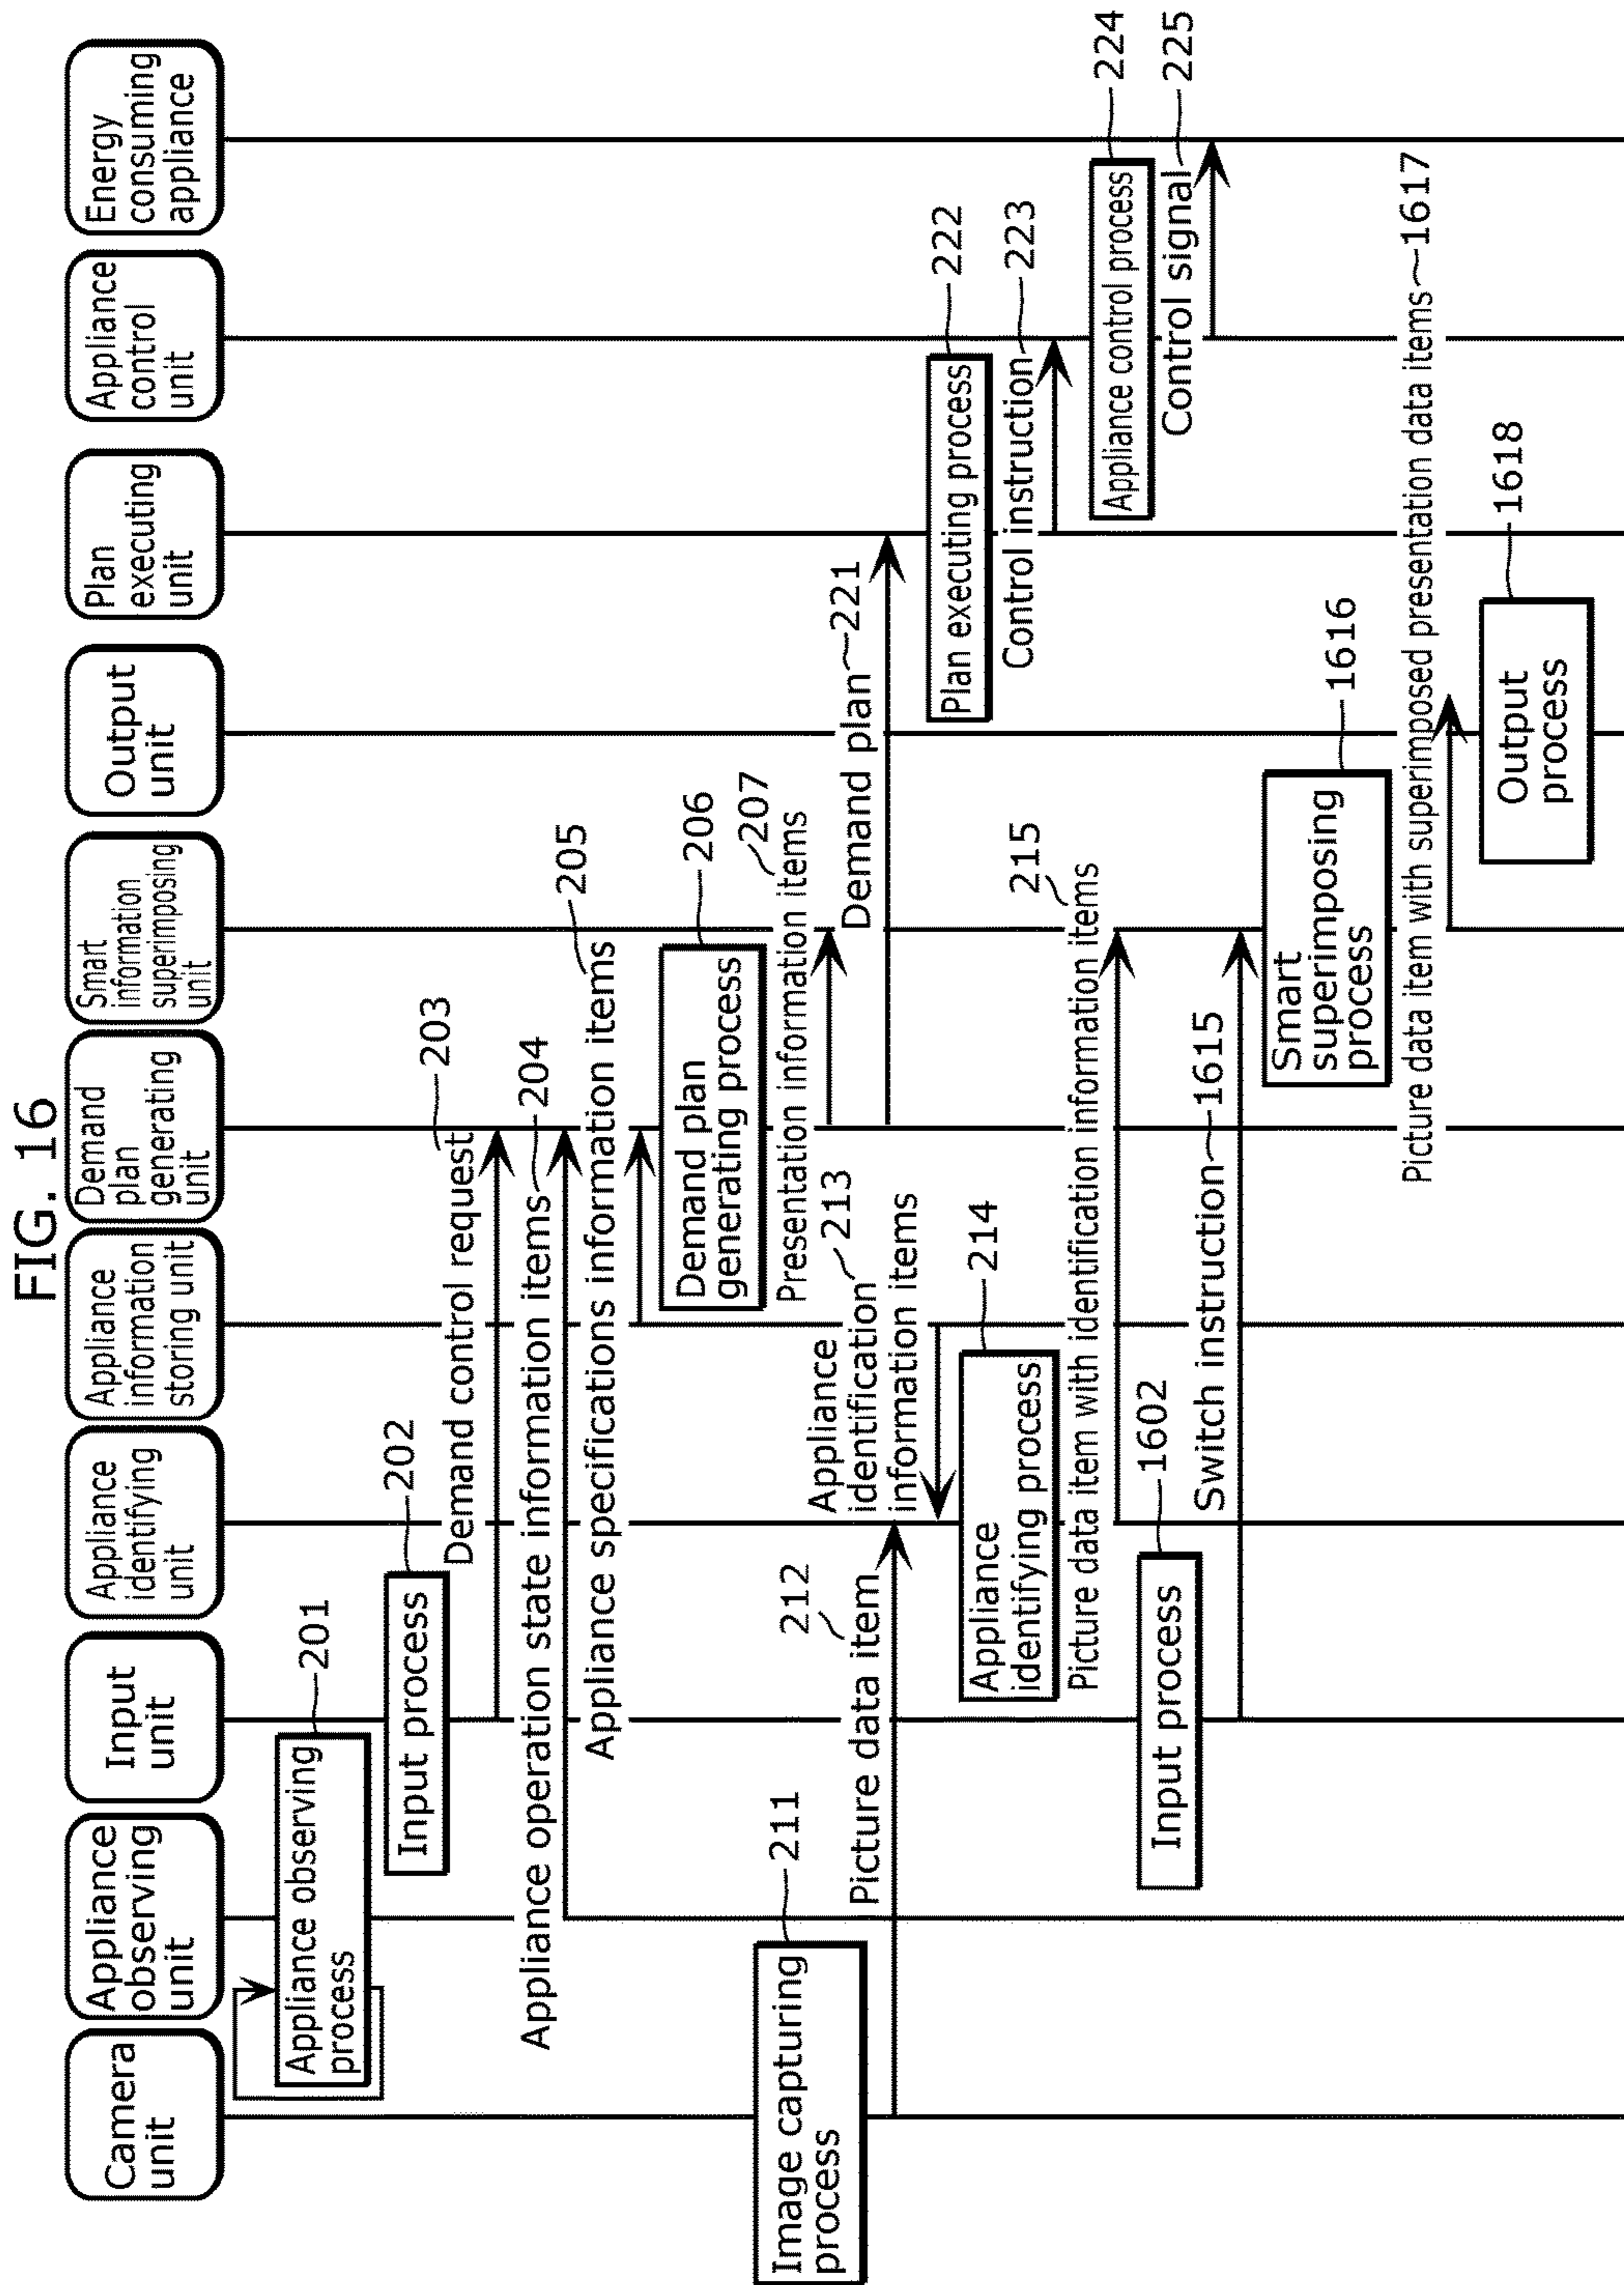 FIG. 16
Camera
unit
Appliance
observing
unit
Input
unit
Appliance
identifying
unit
Appliance
information
storing unit
Demand
plan
generating
unit
Smart
information
superimposing
unit
Output
unit
Plan
executing
unit
Appliance
control
unit
Energy
consuming
appliance
Appliance observing
process
201
Input process
202
Demand control request
203
Appliance operation state information items
204
Appliance specifications information items
205
Demand plan
generating process
206
Presentation information items
207
Image capturing
process
211
Demand plan
221
Picture data item
212
Appliance
identification
information items
213
Plan executing process
222
Appliance
identifying process
214
Control instruction
223
Picture data item with identification information items
215
Appliance control process
224
Input process
1602
Control signal
225
Switch instruction
1615
Smart
superimposing
process
1616
Picture data item with superimposed presentation data items
1617
Output
process
1618